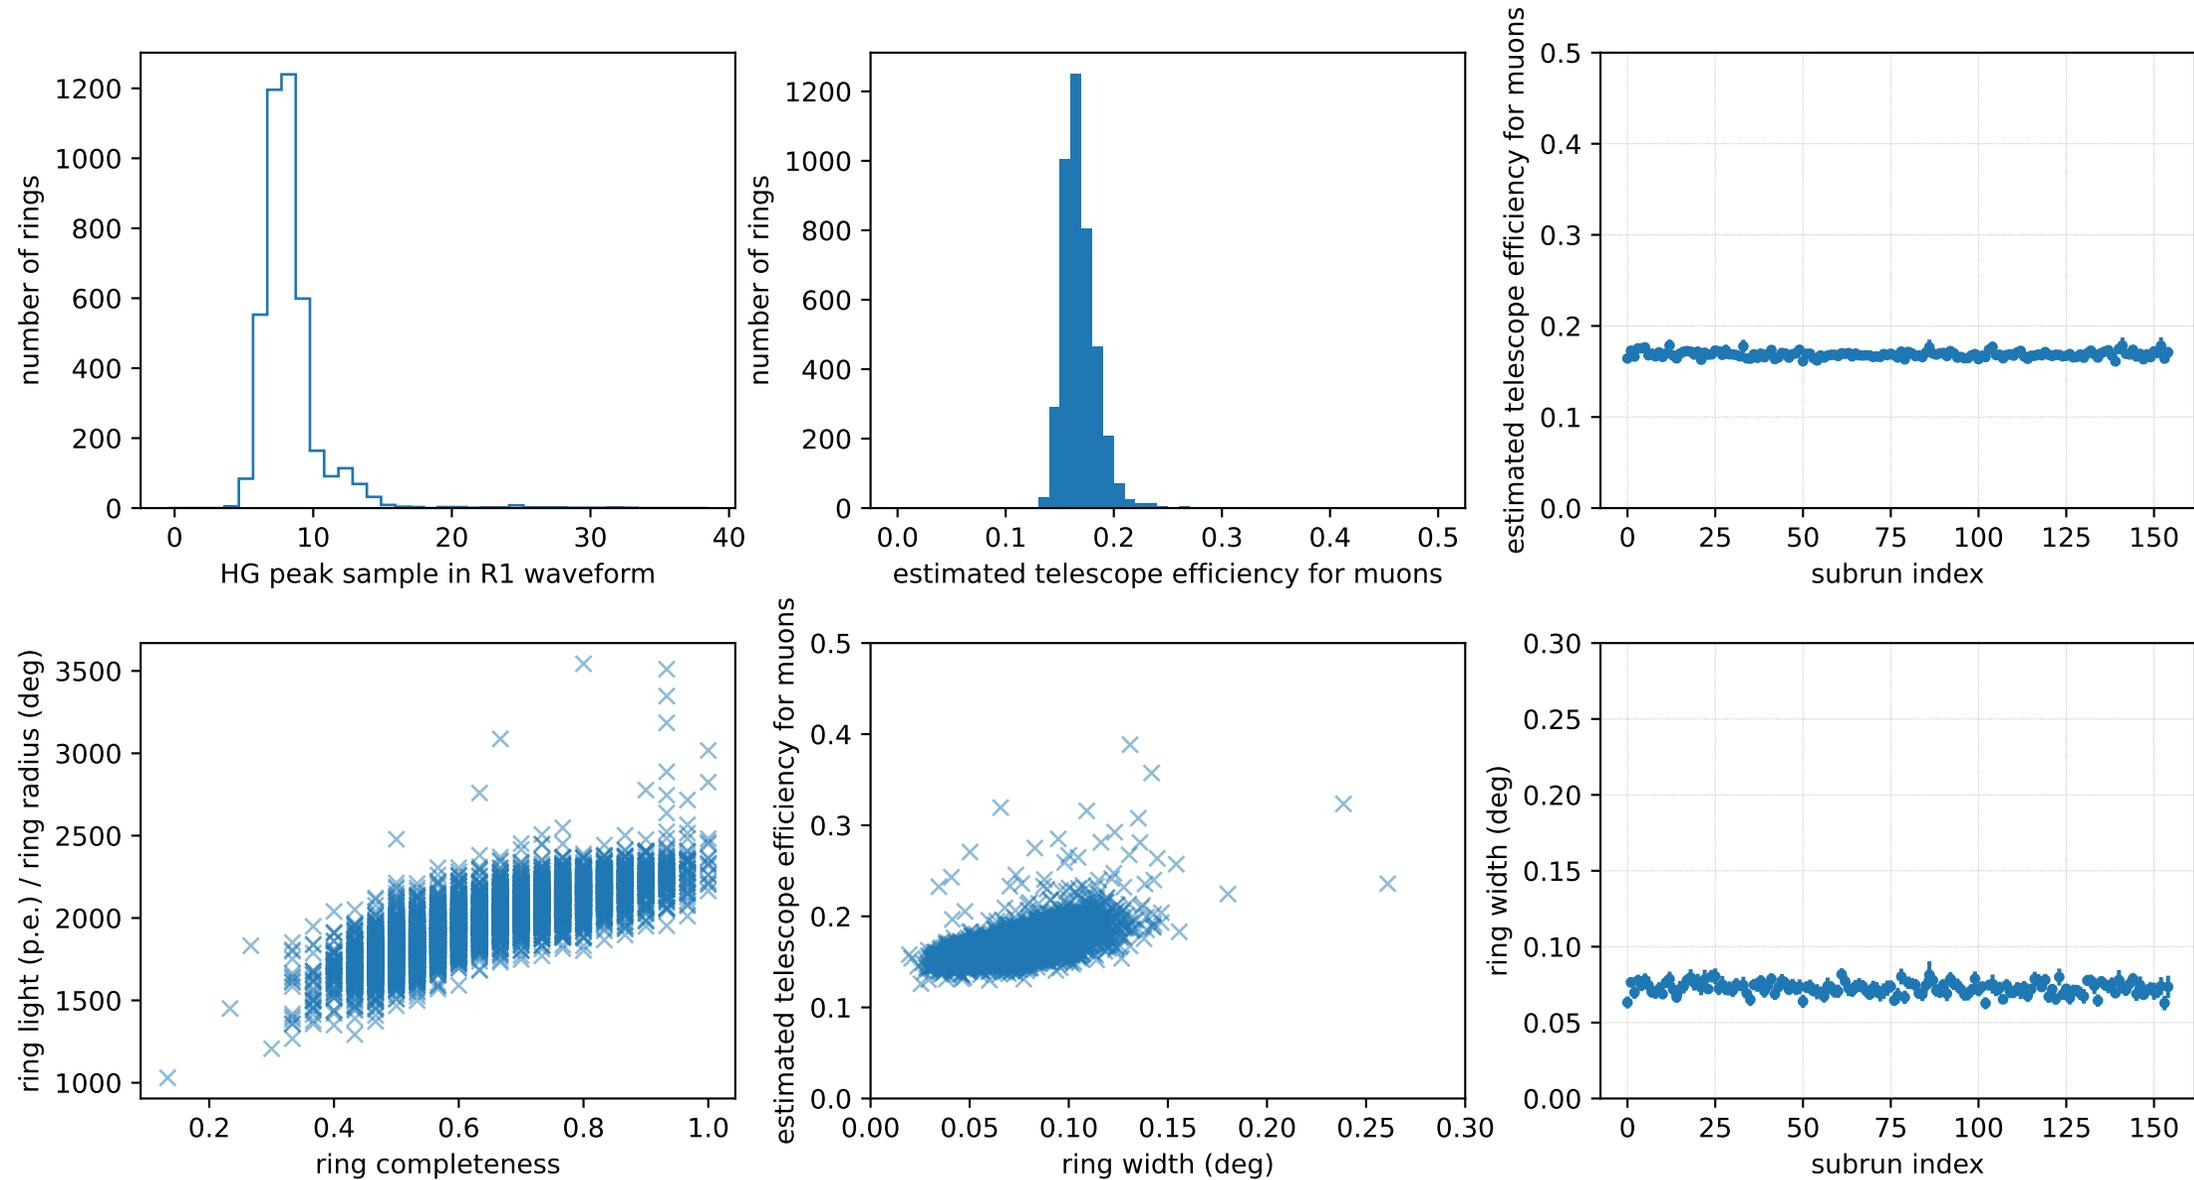 number of rings
1200
1000
800
600
400
200
0
0 10 20 30 40
HG peak sample in R1 waveform
number of rings
1200
1000
800
600
400
200
0
0.0 0.1 0.2 0.3 0.4 0.5
estimated telescope efficiency for muons
estimated telescope efficiency for muons
0.5
0.4
0.3
0.2
0.1
0.0
0 25 50 75 100 125 150
subrun index
ring light (p.e.) / ring radius (deg)
3500
3000
2500
2000
1500
1000
0.2 0.4 0.6 0.8 1.0
ring completeness
estimated telescope efficiency for muons
0.5
0.4
0.3
0.2
0.1
0.0
0.00 0.05 0.10 0.15 0.20 0.25 0.30
ring width (deg)
ring width (deg)
0.30
0.25
0.20
0.15
0.10
0.05
0.00
0 25 50 75 100 125 150
subrun index